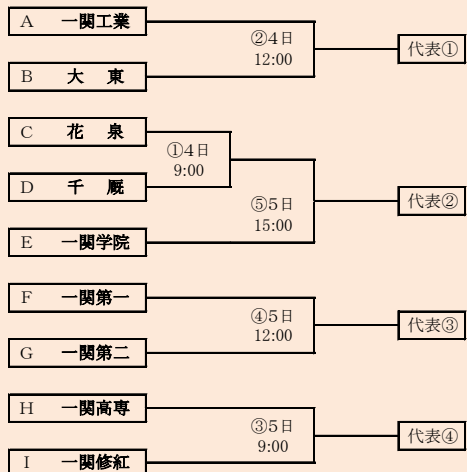 A 一関工業
②4日
12:00
代表①
B 大 東
C 花 泉
①4日
9:00
D 千 厩
⑤5日
15:00
代表②
E 一関学院
F 一関第一
④5日
12:00
代表③
G 一関第二
H 一関高専
③5日
9:00
代表④
I 一関修紅